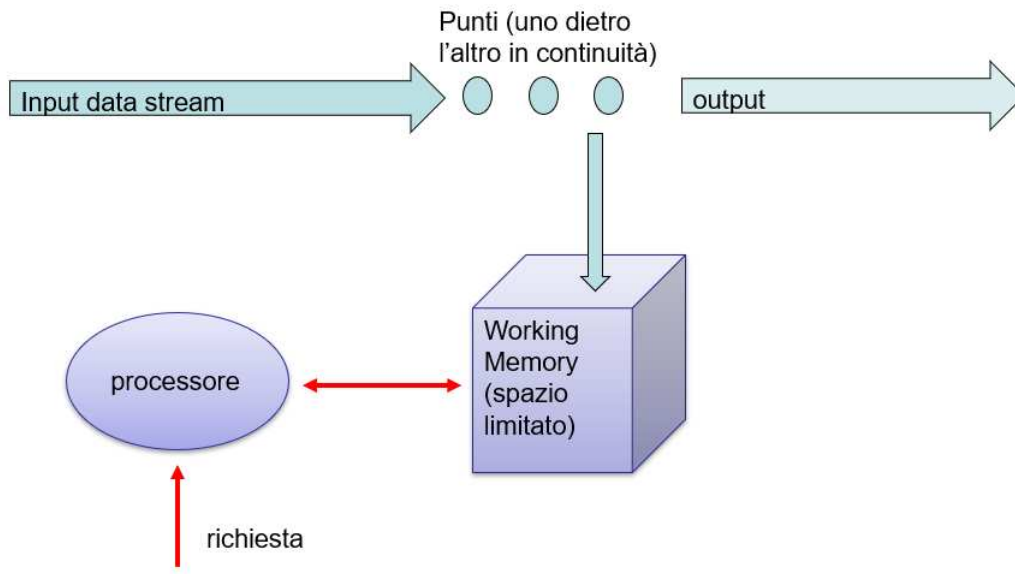 Punti (uno dietro
l'altro in continuità)
Input data stream
output
Working
Memory
(spazio
limitato)
processore
richiesta